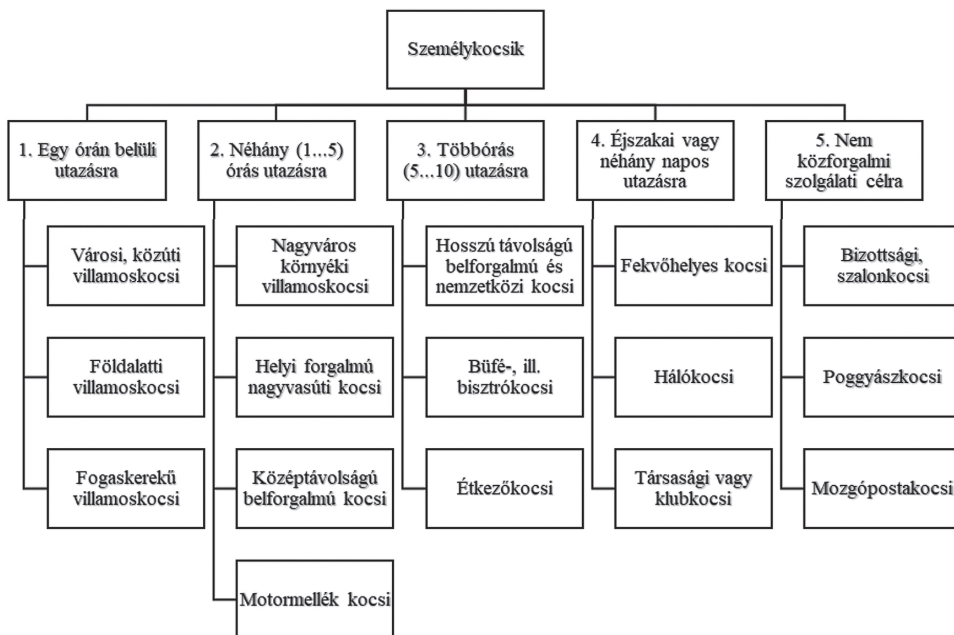 Személykocsik
1. Egy órán belüli
utazásra
Városi, közúti
villamoskocsi
Földalatti
villamoskocsi
Fogaskerekű
villamoskocsi
2. Néhány (1...5)
órás utazásra
Nagyváros
környéki
villamoskocsi
Helyi forgalmú
nagyvasúti kocsi
Középtávolságú
belforgalmú kocsi
Motormellék kocsi
3. Többórás
(5...10) utazásra
Hosszú távolságú
belforgalmú és
nemzetközi kocsi
Büfé-, ill.
bisztrókocsi
Étkezőkocsi
4. Éjszakai vagy
néhány napos
utazásra
Fekvőhelyes kocsi
Hálókocsi
Társasági vagy
klubkocsi
5. Nem
közforgalmi
szolgálati célra
Bizottsági,
szalonkocsi
Poggyászkocsi
Mozgópostakocsi